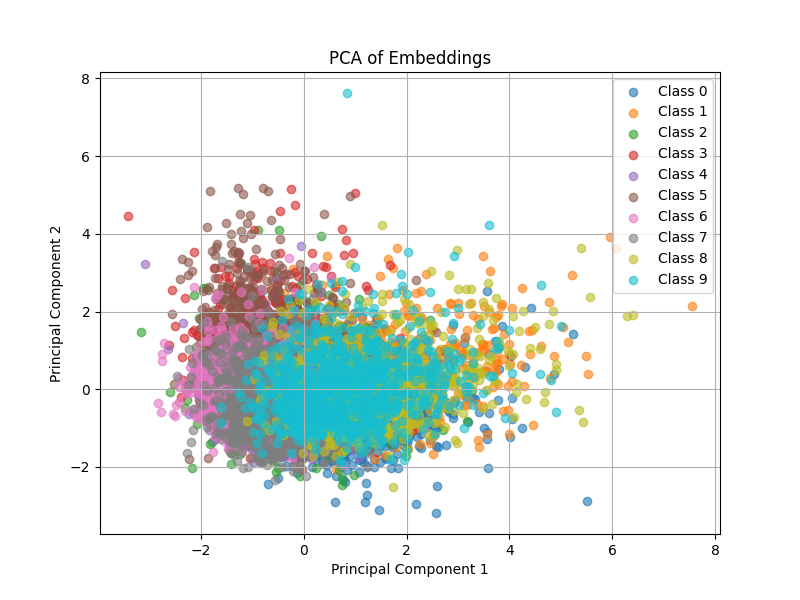 PCA of Embeddings
8
6
4
2
0
−2
Principal Component 2
Class 0
Class 1
Class 2
Class 3
Class 4
Class 5
Class 6
Class 7
Class 8
Class 9
−2 0 2 4 6 8
Principal Component 1